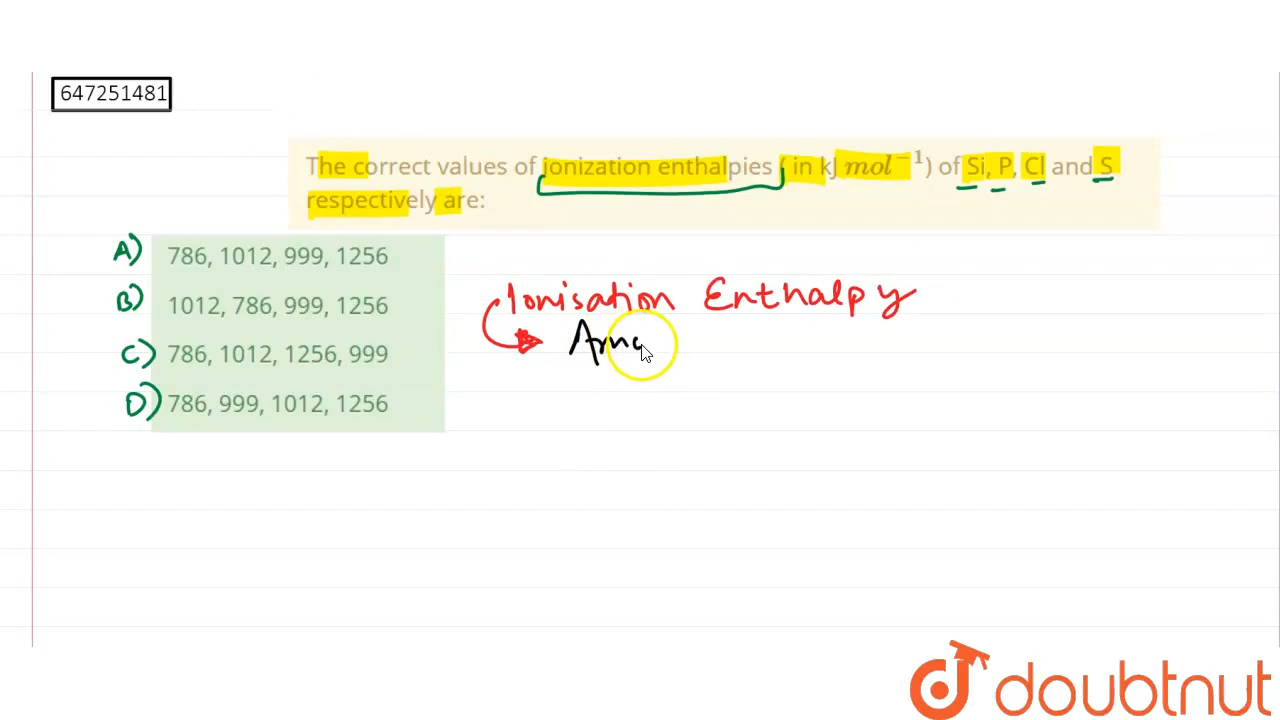 647251481
The correct values of ionization enthalpies ( in kJ mol⁻¹) of Si, P, Cl and S
respectively are:
A) 786, 1012, 999, 1256
B) 1012, 786, 999, 1256
C) 786, 1012, 1256, 999
D) 786, 999, 1012, 1256
Ionisation Enthalpy
doubtnut